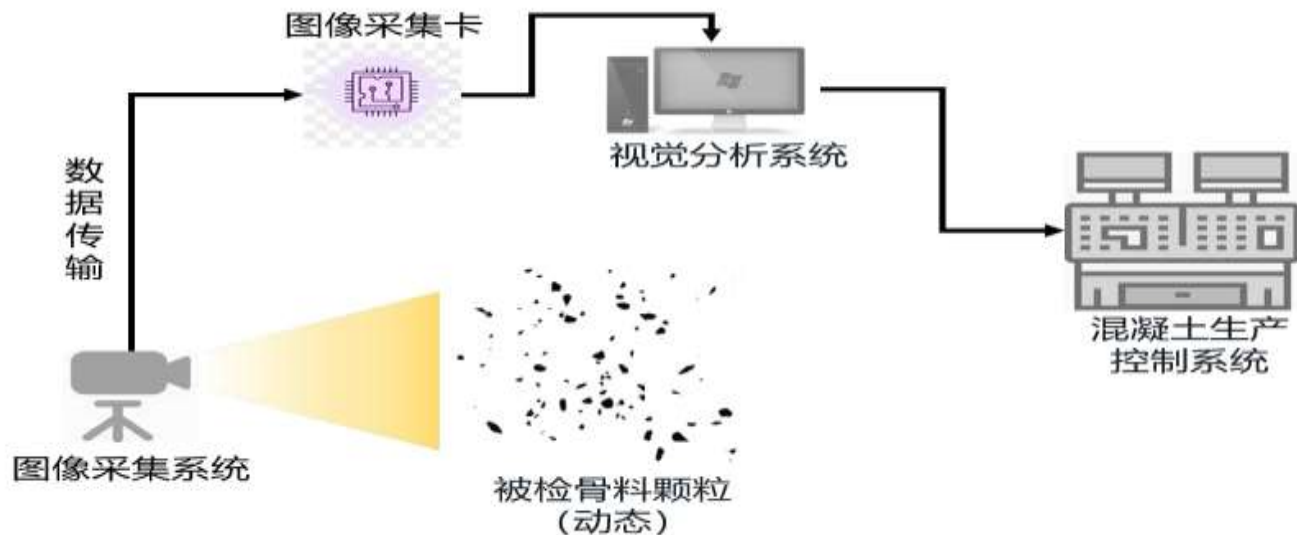 图像采集卡
视觉分析系统
数据传输
混凝土生产
控制系统
图像采集系统
被检骨料颗粒
(动态)